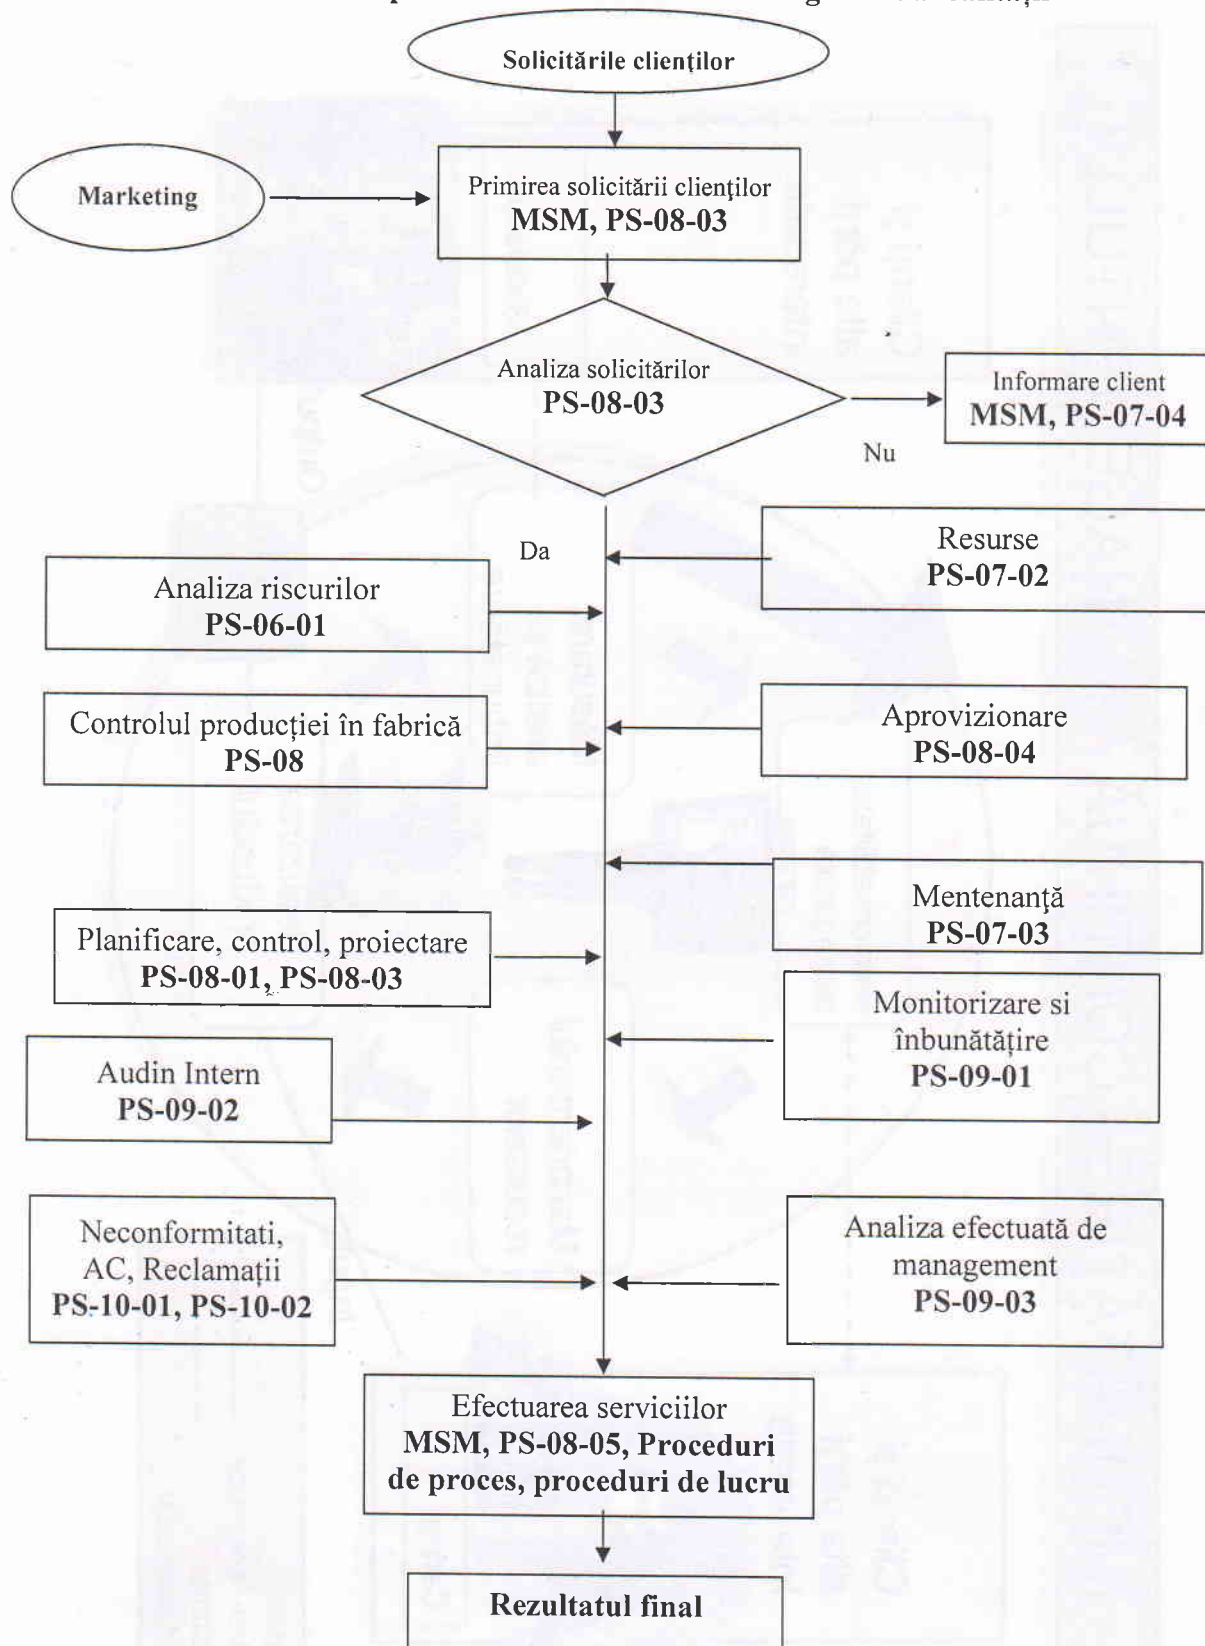 Solicitările clienților
Marketing
Primirea solicitării clienților
MSM, PS-08-03
Analiza solicitărilor
PS-08-03
Informare client
MSM, PS-07-04
Nu
Da
Resurse
PS-07-02
Analiza riscurilor
PS-06-01
Controlul producției în fabrică
PS-08
Aprovizionare
PS-08-04
Mentenanță
PS-07-03
Planificare, control, proiectare
PS-08-01, PS-08-03
Monitorizare si
înbunătățire
PS-09-01
Audin Intern
PS-09-02
Neconformitati,
AC, Reclamații
PS-10-01, PS-10-02
Analiza efectuată de
management
PS-09-03
Efectuarea serviciilor
MSM, PS-08-05, Proceduri
de proces, proceduri de lucru
Rezultatul final